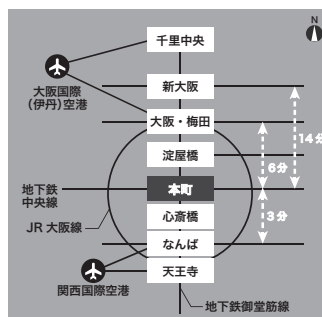 N
千里中央
大阪国際
(伊丹)空港
新大阪
大阪・梅田
14分
6分
淀屋橋
地下鉄
中央線
本町
3分
心斎橋
JR 大阪線
なんば
天王寺
関西国際空港
地下鉄御堂筋線